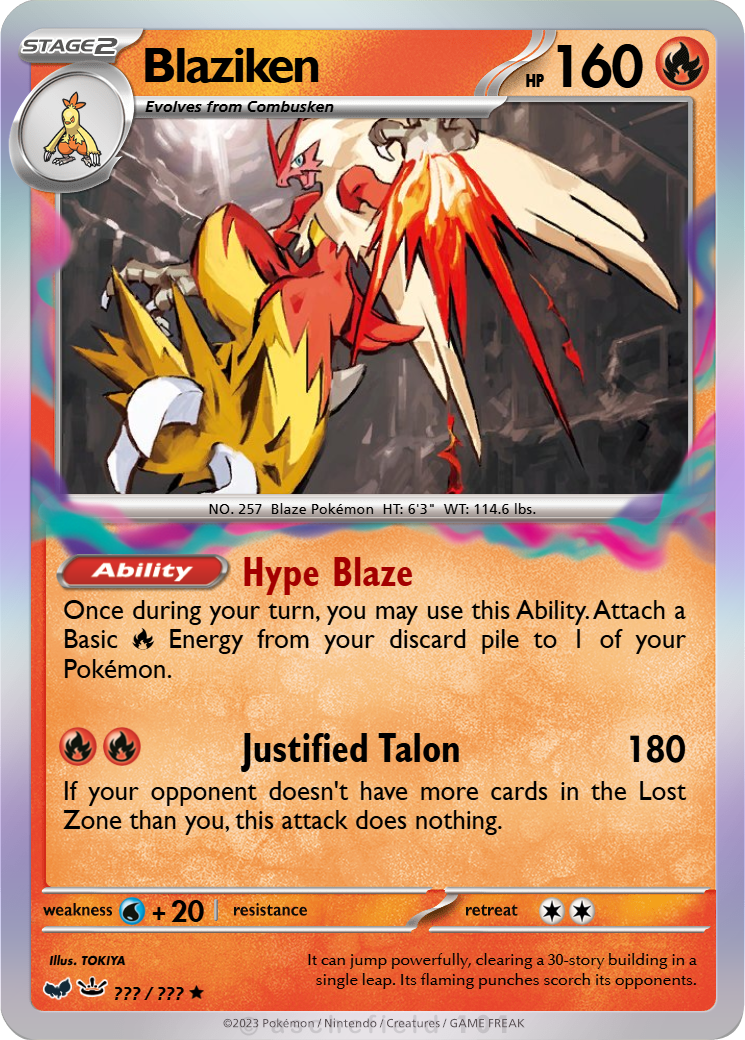 STAGE2
Blaziken
HP 160
Evolves from Combusken
NO. 257 Blaze Pokémon HT: 6'3" WT: 114.6 lbs.
Ability Hype Blaze
Once during your turn, you may use this Ability. Attach a
Basic Energy from your discard pile to 1 of your
Pokémon.
Justified Talon 180
If your opponent doesn't have more cards in the Lost
Zone than you, this attack does nothing.
weakness + 20 resistance retreat
Illus. TOKIYA
??? / ??? ★
It can jump powerfully, clearing a 30-story building in a
single leap. Its flaming punches scorch its opponents.
©2023 Pokémon / Nintendo / Creatures / GAME FREAK